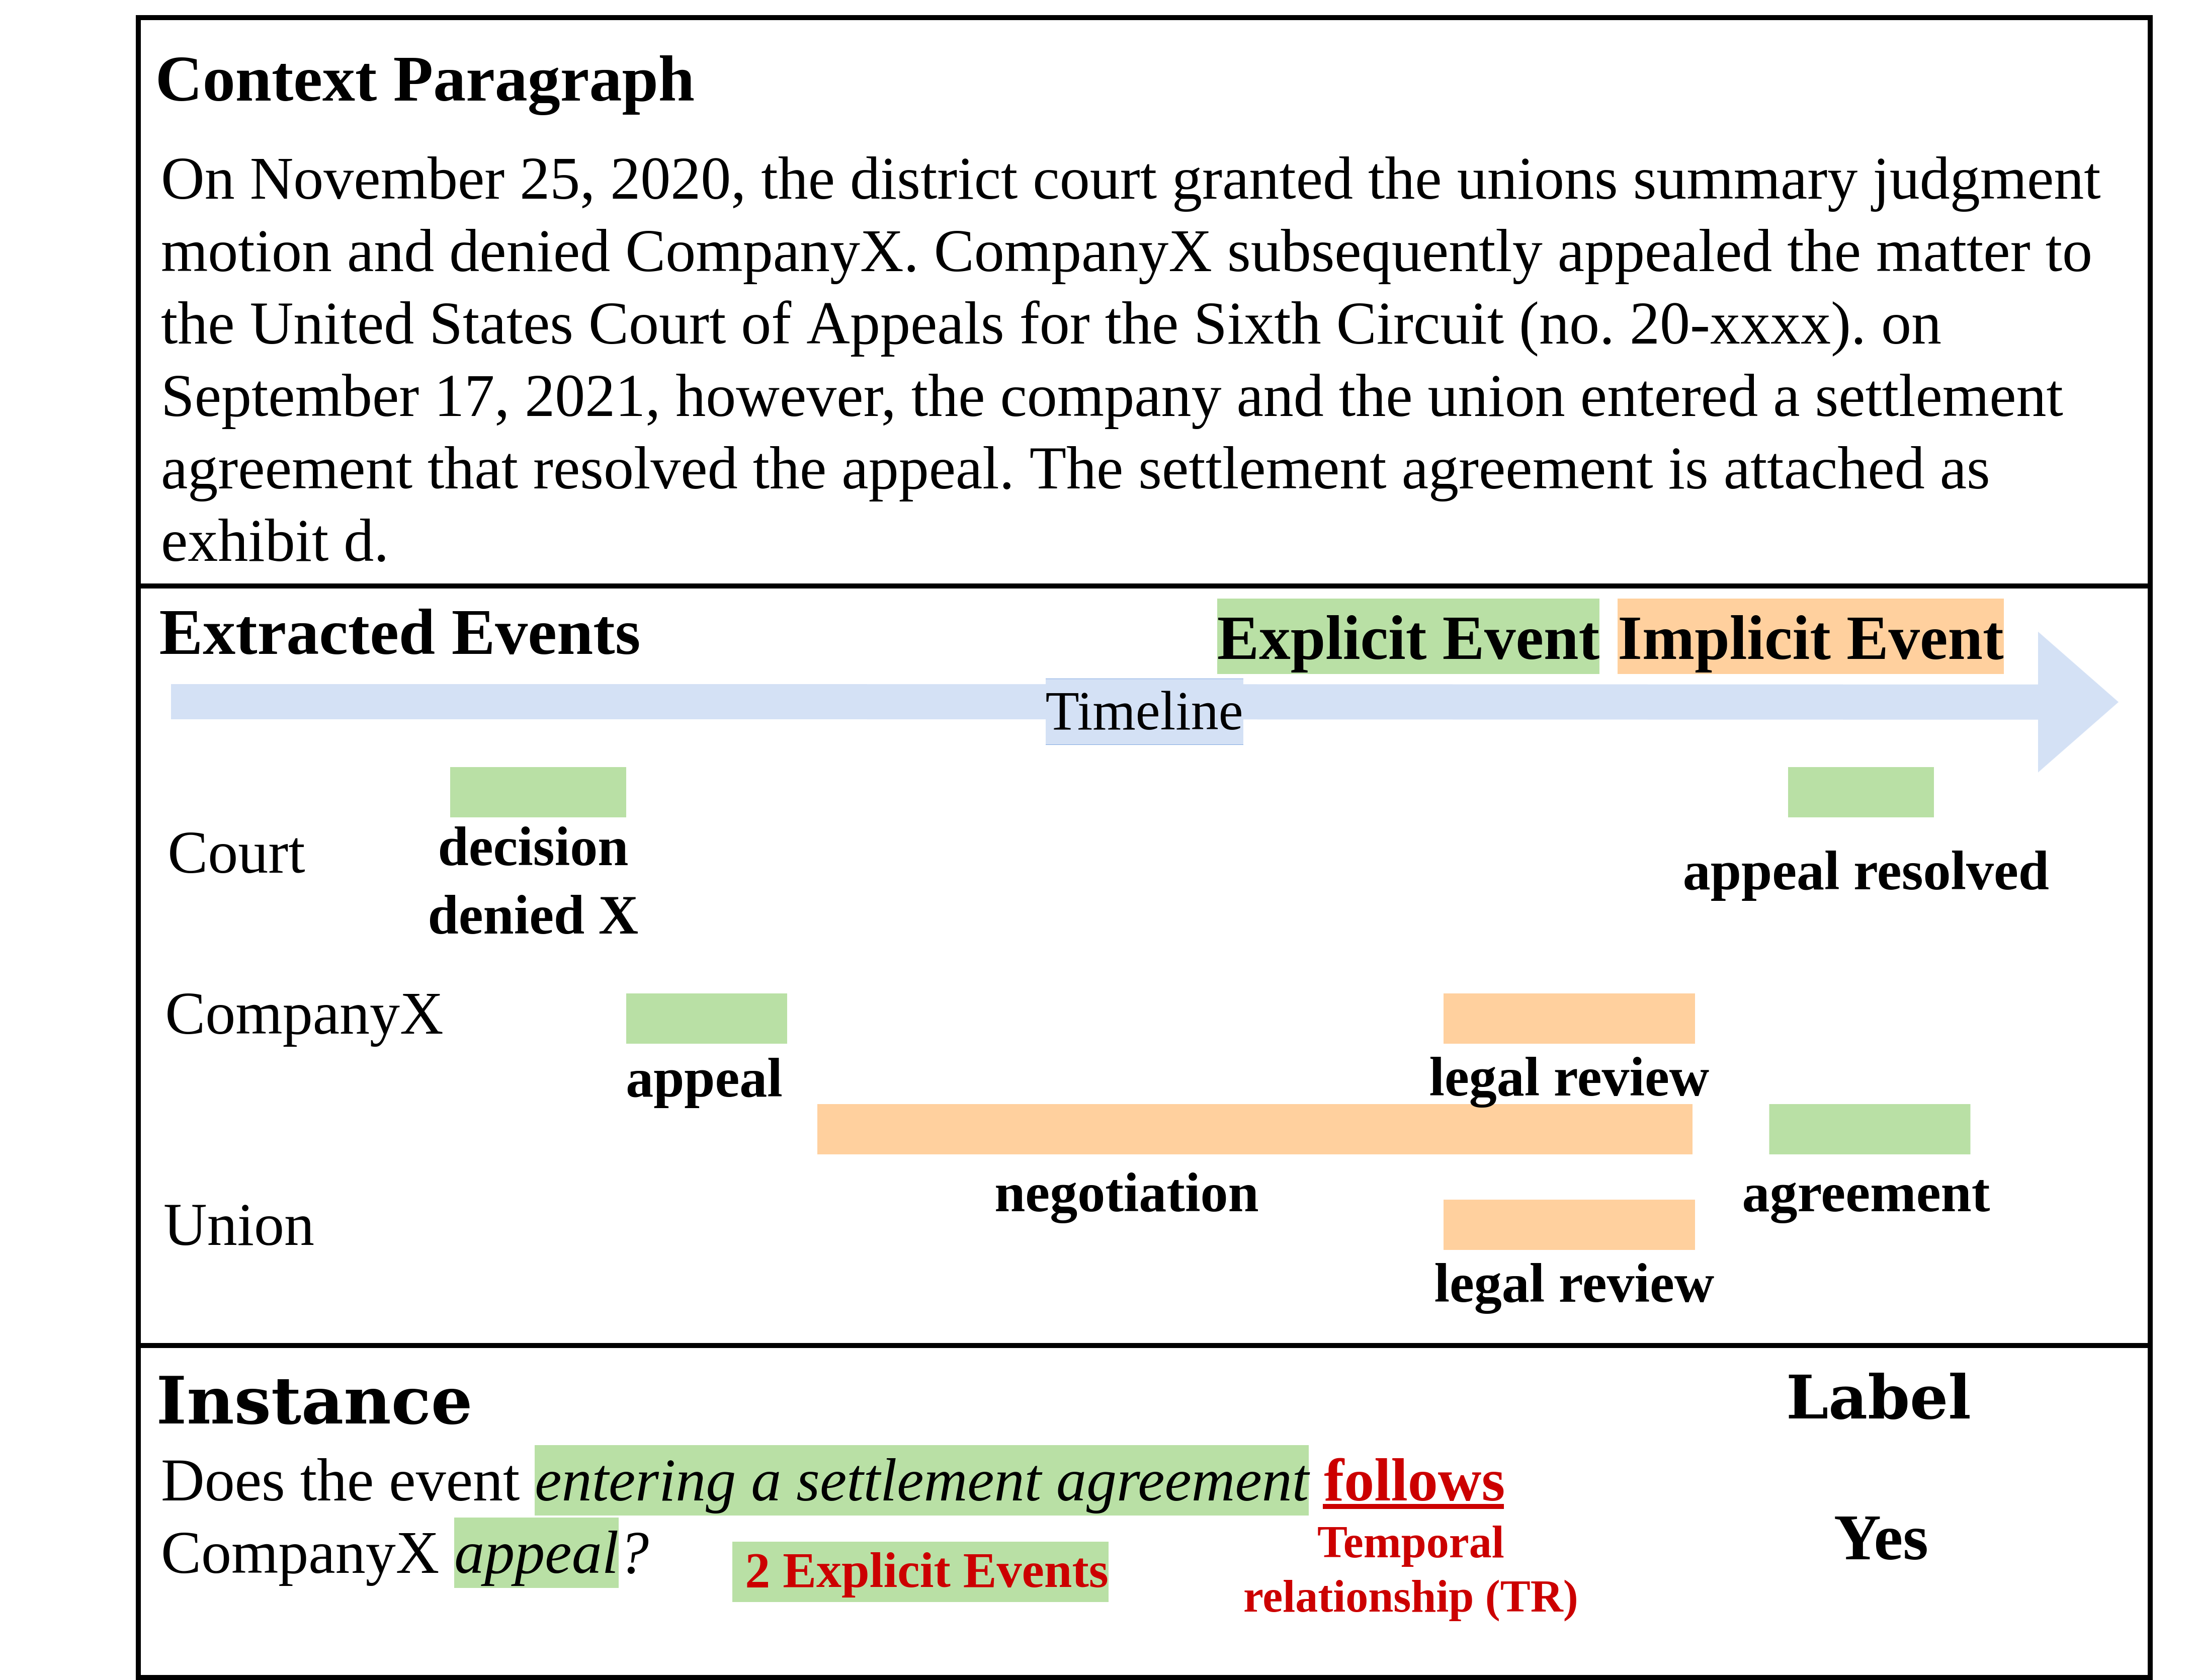 Context Paragraph
On November 25, 2020, the district court granted the unions summary judgment
motion and denied CompanyX. CompanyX subsequently appealed the matter to
the United States Court of Appeals for the Sixth Circuit (no. 20-xxxx). on
September 17, 2021, however, the company and the union entered a settlement
agreement that resolved the appeal. The settlement agreement is attached as
exhibit d.
Extracted Events
Explicit Event Implicit Event
Timeline
Court
decision
denied X
appeal resolved
CompanyX
appeal
legal review
negotiation
agreement
Union
legal review
Instance
Label
Does the event entering a settlement agreement follows
CompanyX appeal?
2 Explicit Events
Temporal
relationship (TR)
Yes